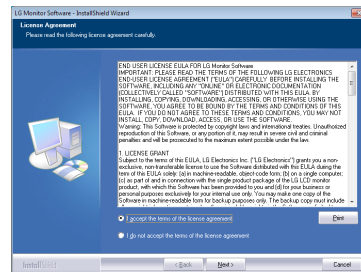 LG Monitor Software - InstallShield Wizard
License Agreement
Please read the following license agreement carefully.
END USER LICENSE EULA FOR LG Monitor Software
IMPORTANT: PLEASE READ THE TERMS OF THE FOLLOWING LG ELECTRONICS
END-USER LICENSE AGREEMENT ("EULA") CAREFULLY BEFORE INSTALLING THE
SOFTWARE, INCLUDING ANY "ONLINE" OR ELECTRONIC DOCUMENTATION
(COLLECTIVELY CALLED "SOFTWARE") DISTRIBUTED WITH THIS EULA. BY
INSTALLING, COPYING, DOWNLOADING, ACCESSING, OR OTHERWISE USING THE
SOFTWARE, YOU AGREE TO BE BOUND BY THE TERMS AND CONDITIONS OF THIS
EULA. IF YOU DO NOT AGREE TO THESE TERMS AND CONDITIONS, YOU MAY NOT
INSTALL, COPY, DOWNLOAD, ACCESS, OR USE THE SOFTWARE.
Warning: This Software is protected by copyright laws and international treaties. Unauthorized
reproduction of this Software, or any portion of it, may result in severe civil and criminal
penalties and will be prosecuted to the maximum extent possible under the law.
1. LICENSE GRANT
Subject to the terms of this EULA, LG Electronics Inc. ("LG Electronics") grants you a non-
exclusive, non-transferable license to use the Software distributed with this EULA during the
term of this EULA solely: (a) in machine-readable, object-code form; (b) on a single computer;
(c) as part of and in connection with the single product package of the LG LCD monitor
product, with which this Software has been provided to you and (d) for your business or
personal purposes exclusively for your internal use only. You may make one copy of the
Software in machine-readable form for backup purposes only. The backup copy must include
I accept the terms of the license agreement
Print
I do not accept the terms of the license agreement
InstallShield
< Back
Next >
Cancel